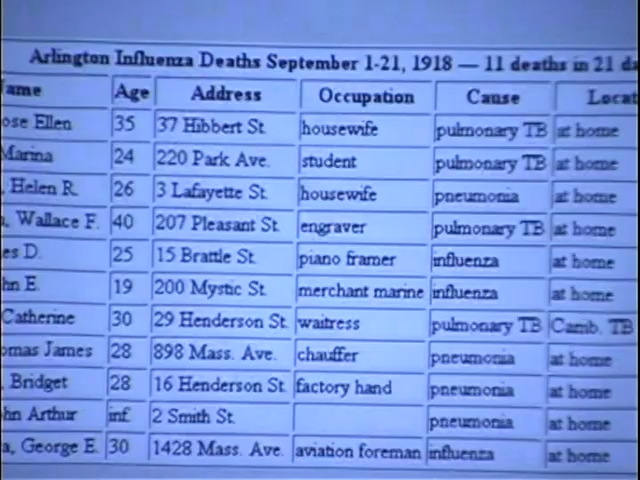 Arlington Influenza Deaths September 1-21, 1918 — 11 deaths in 21 da
ame Age Address Occupation Cause Locat
ose Ellen 35 37 Hibbert St. housewife pulmonary TB at home
Marina 24 220 Park Ave. student pulmonary TB at home
, Helen R. 26 3 Lafayette St. housewife pneumonia at home
, Wallace F. 40 207 Pleasant St. engraver pulmonary TB at home
es D. 25 15 Brattle St. piano framer influenza at home
hn E. 19 200 Mystic St. merchant marine influenza at home
Catherine 30 29 Henderson St. waitress pulmonary TB Camb. TB
omas James 28 898 Mass. Ave. chauffer pneumonia at home
, Bridget 28 16 Henderson St. factory hand pneumonia at home
hn Arthur inf. 2 Smith St. pneumonia at home
a, George E. 30 1428 Mass. Ave. aviation foreman influenza at home